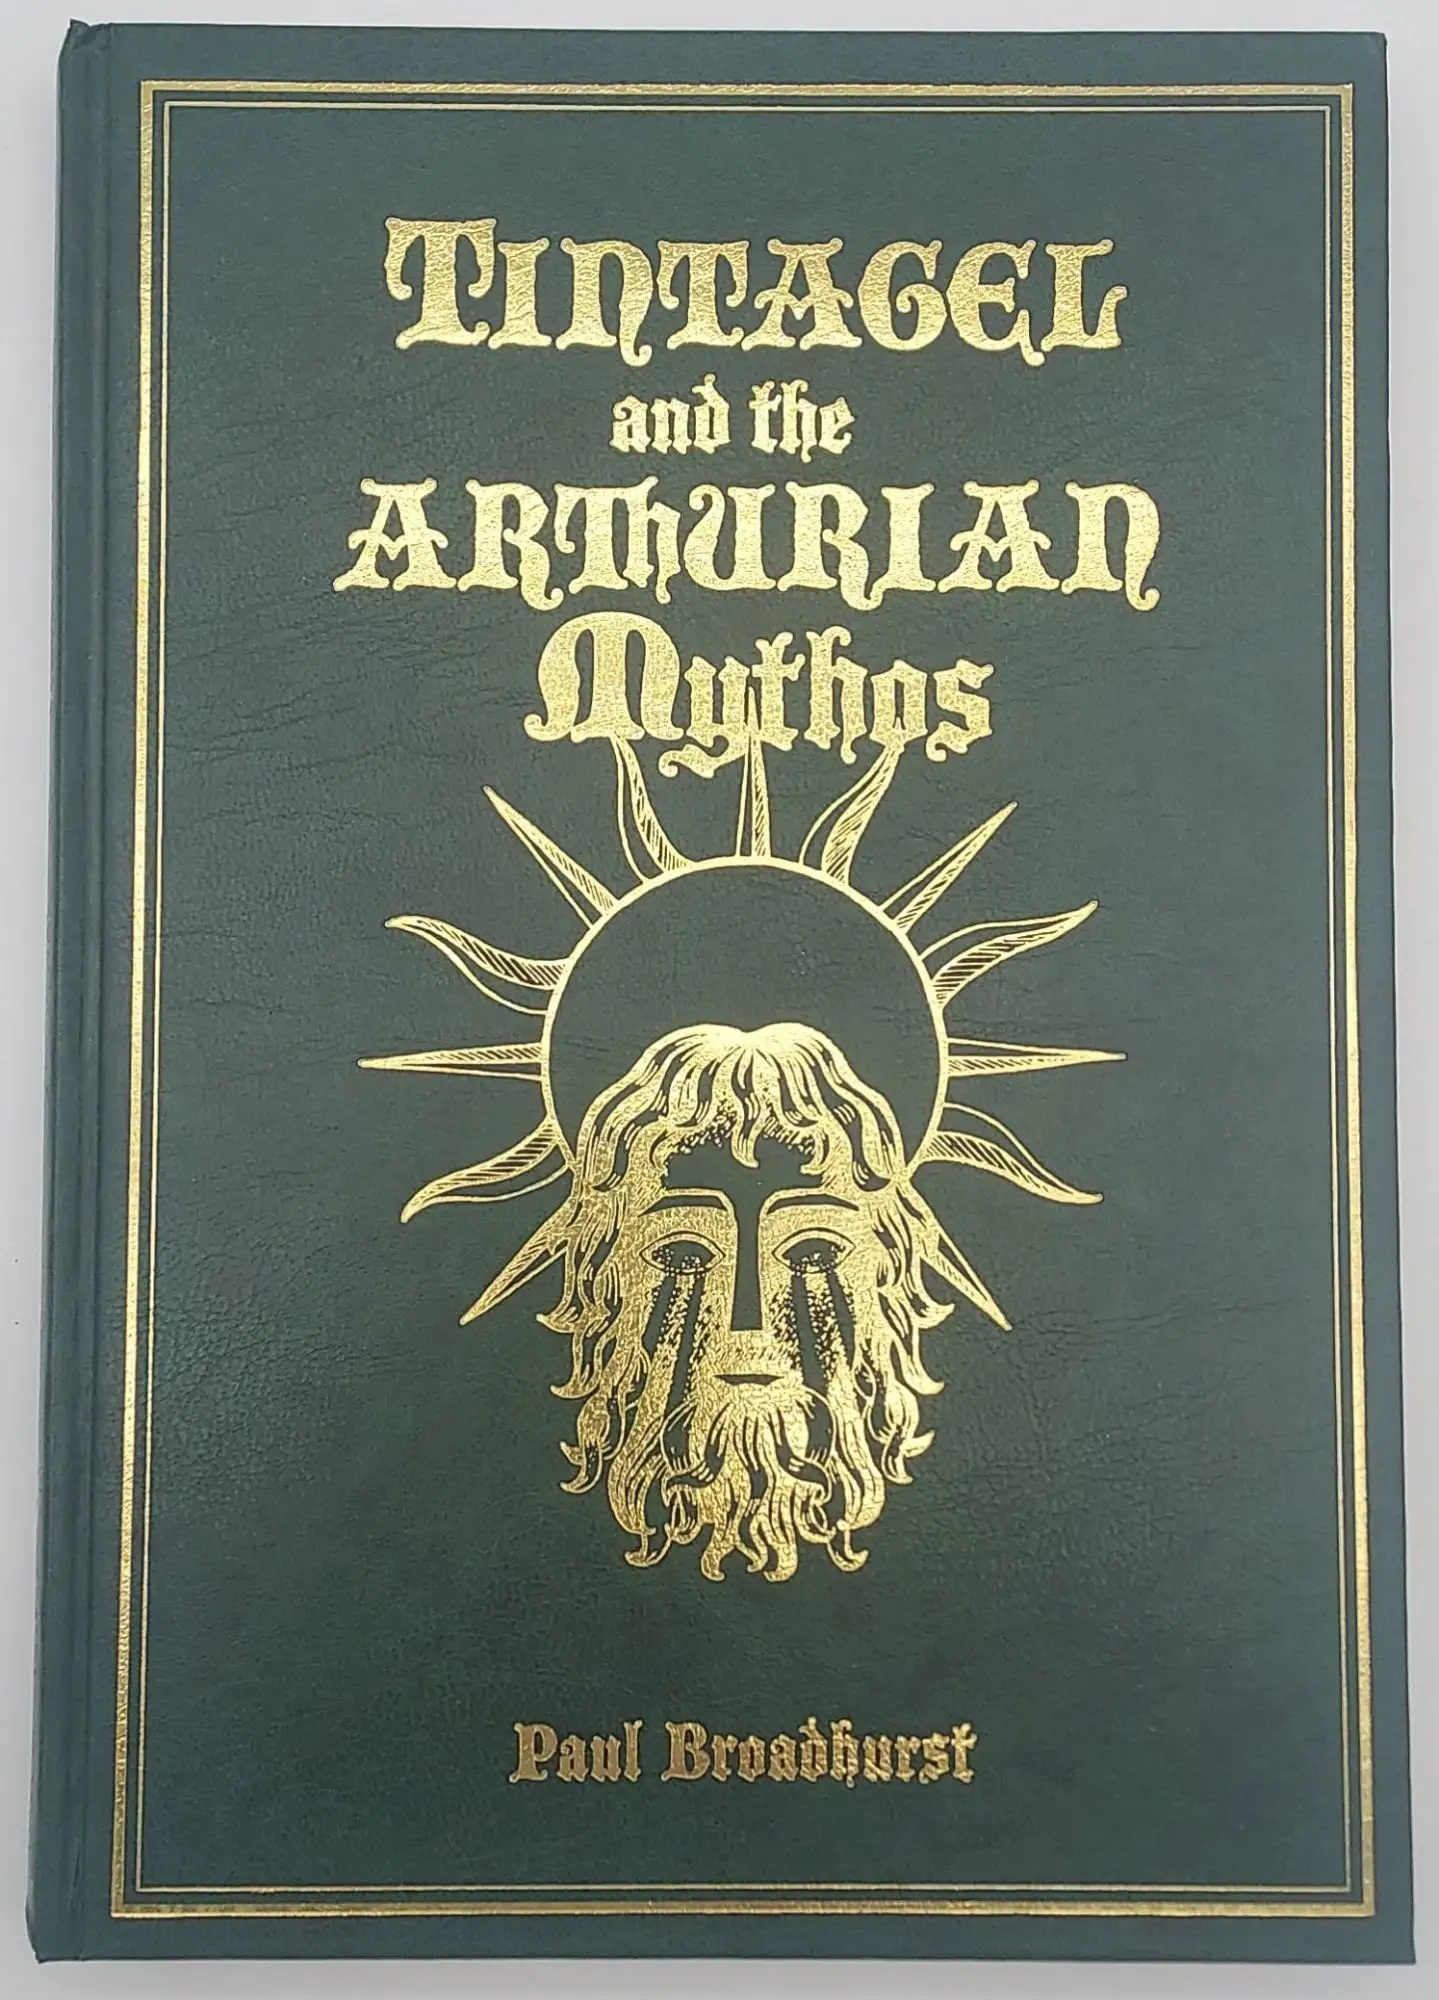 TINTAGEL
and the
ARThURIAN
Mythos
Paul Broadhurst